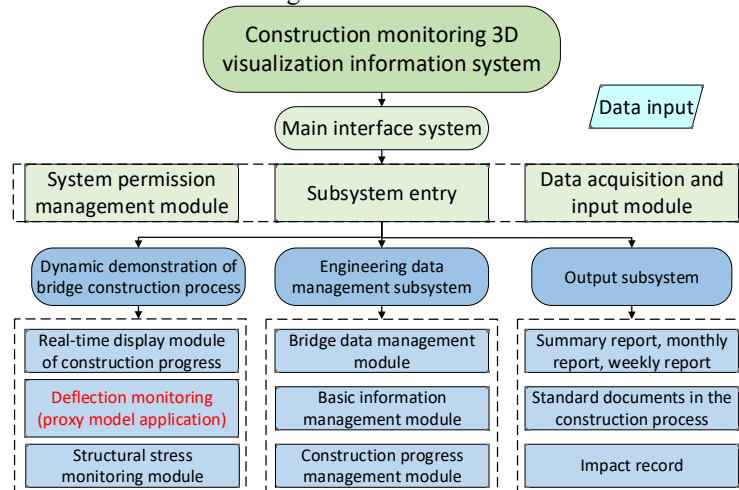 Construction monitoring 3D
visualization information system
Data input
Main interface system
System permission
management module
Subsystem entry
Data acquisition and
input module
Dynamic demonstration of
bridge construction process
Engineering data
management subsystem
Output subsystem
Real-time display module
of construction progress
Bridge data management
module
Summary report, monthly
report, weekly report
Deflection monitoring
(proxy model application)
Basic information
management module
Standard documents in the
construction process
Structural stress
monitoring module
Construction progress
management module
Impact record